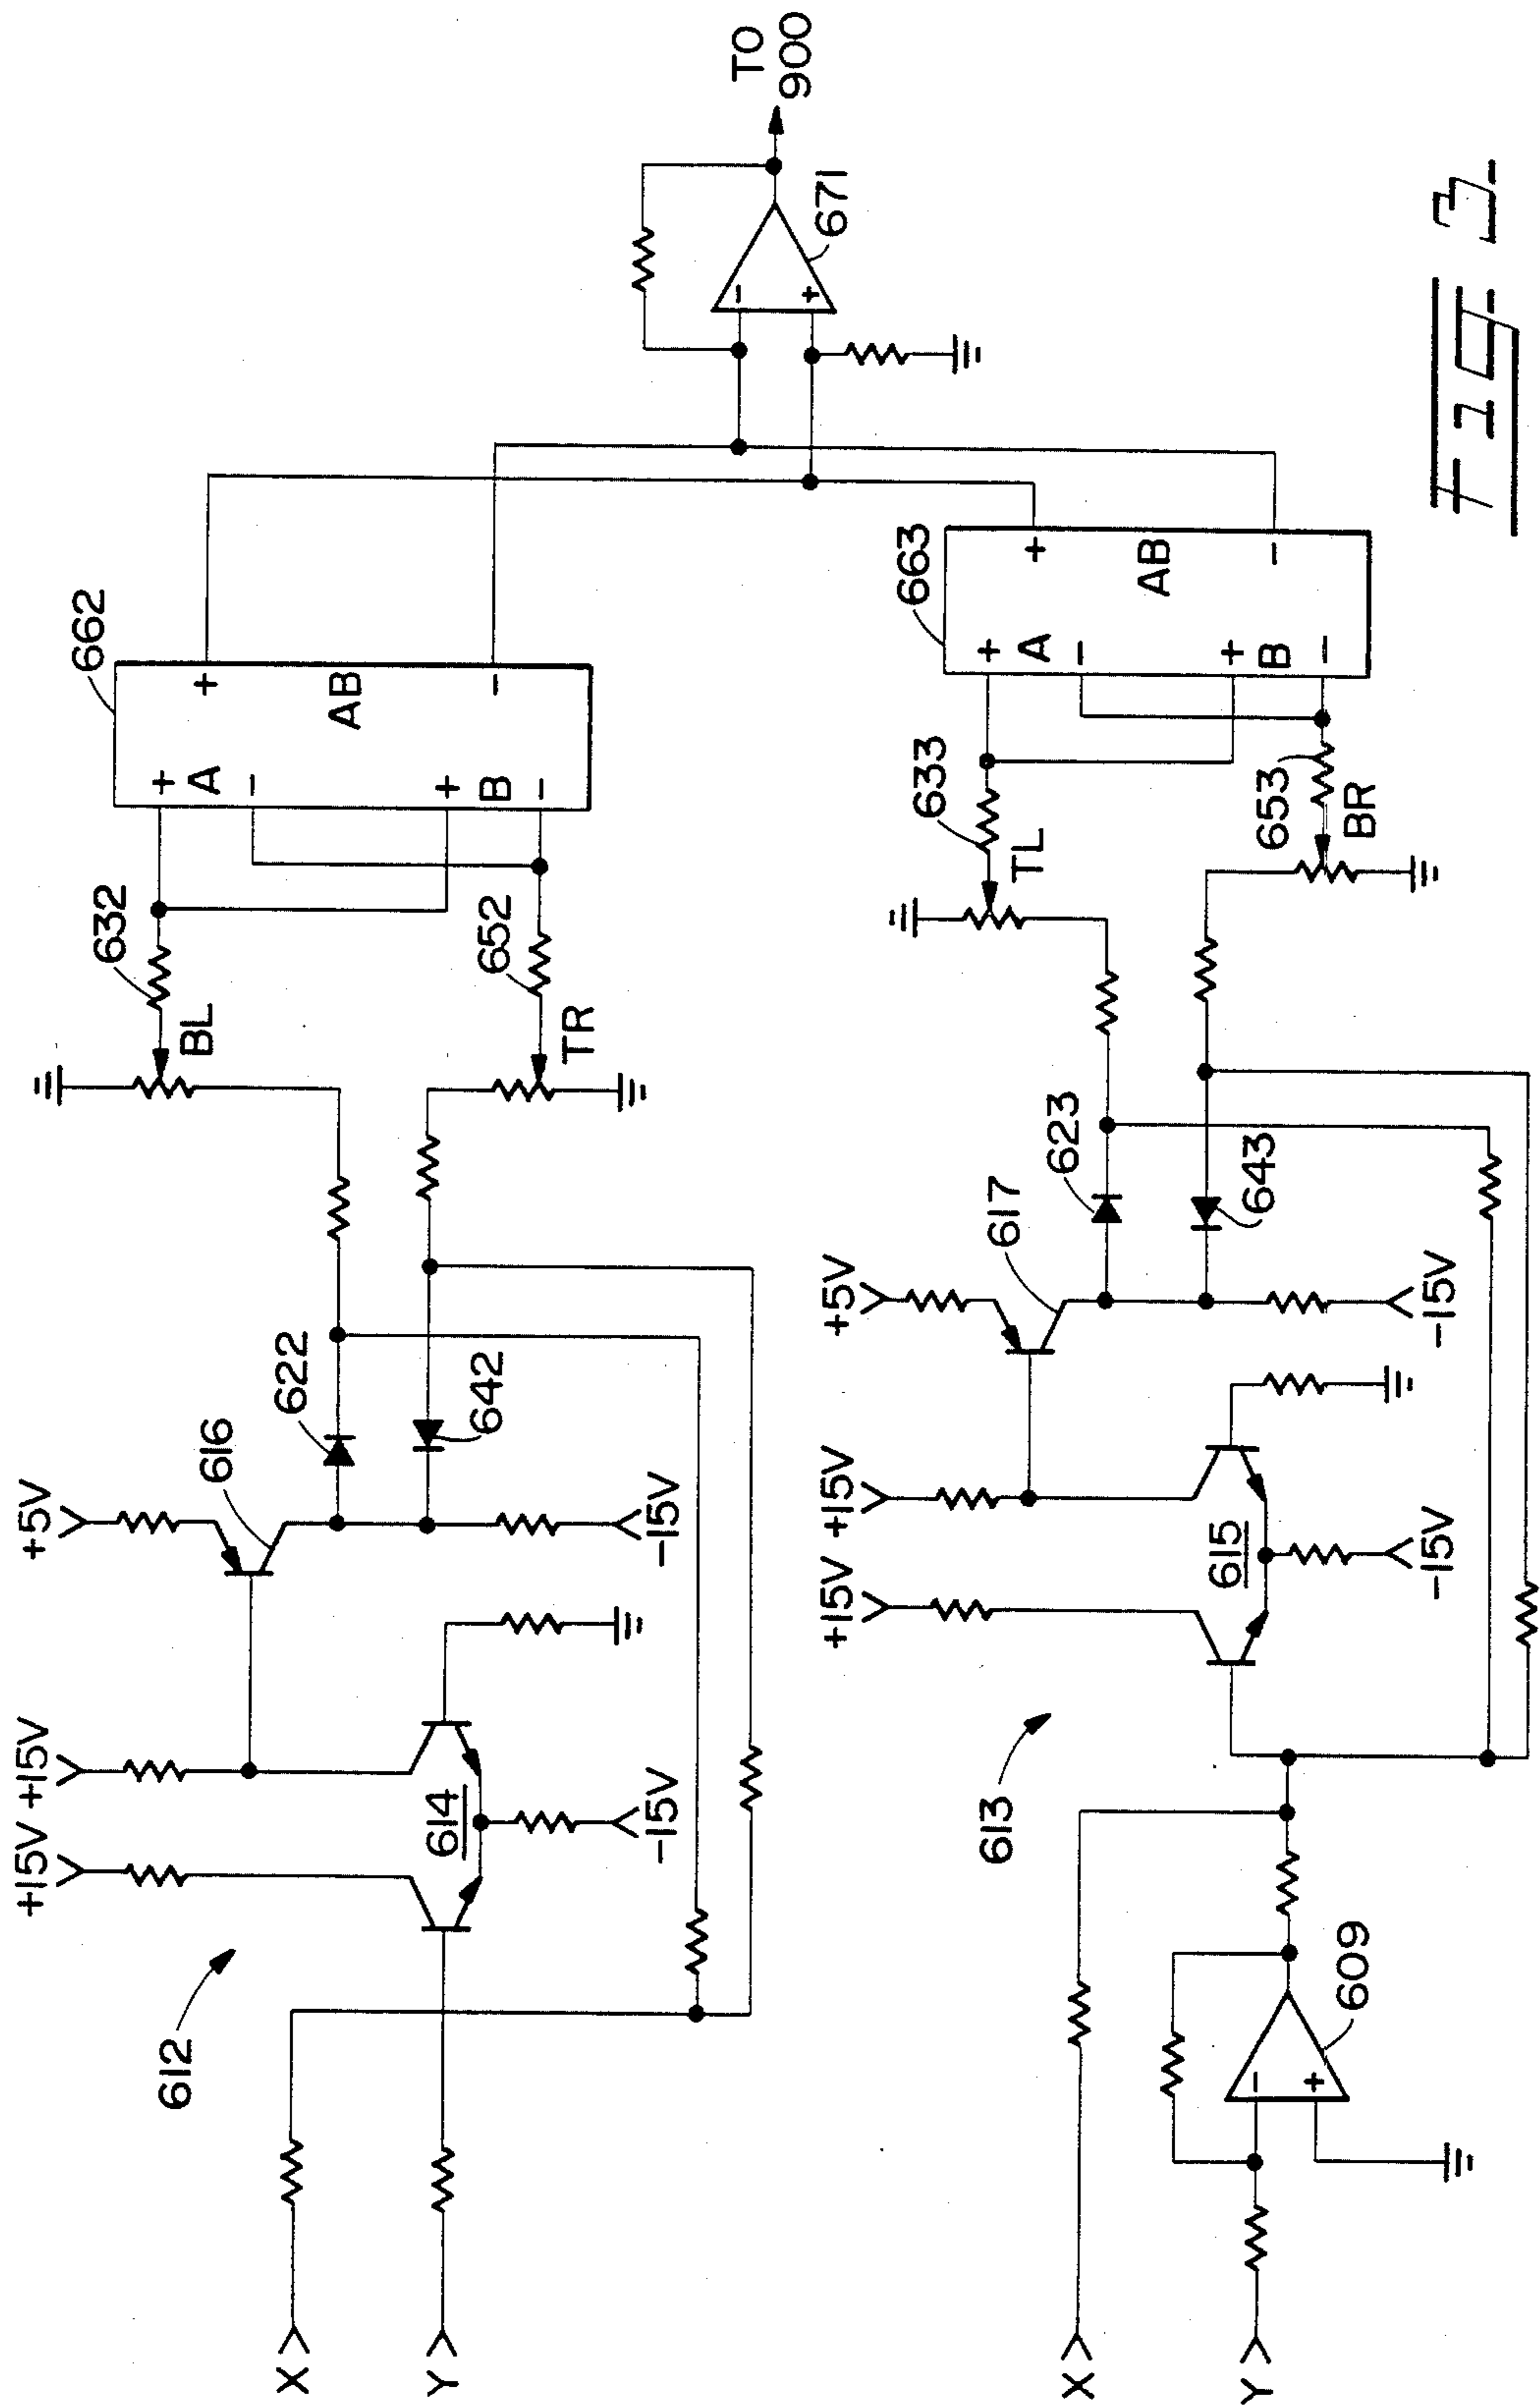 612
X >
Y >
+15V
+15V
614
-15V
+5V
616
622
642
-15V
BL
632
TR
652
662
+
A
-
+
B
-
+
AB
-
613
X >
Y >
-
+
609
+15V
+15V
615
-15V
+5V
617
623
643
-15V
TL
633
BR
653
663
+
A
-
+
B
-
+
AB
-
-
+
671
TO
900
FIG 3